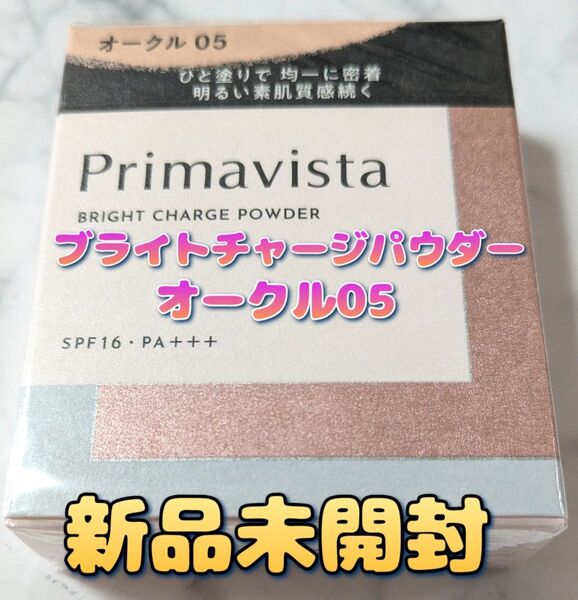 オークル 05
ひと塗りで 均一に密着
明るい素肌質感続く
Primavista
BRIGHT CHARGE POWDER
ブライトチャージパウダー
オークル05
SPF16・PA+++
新品未開封